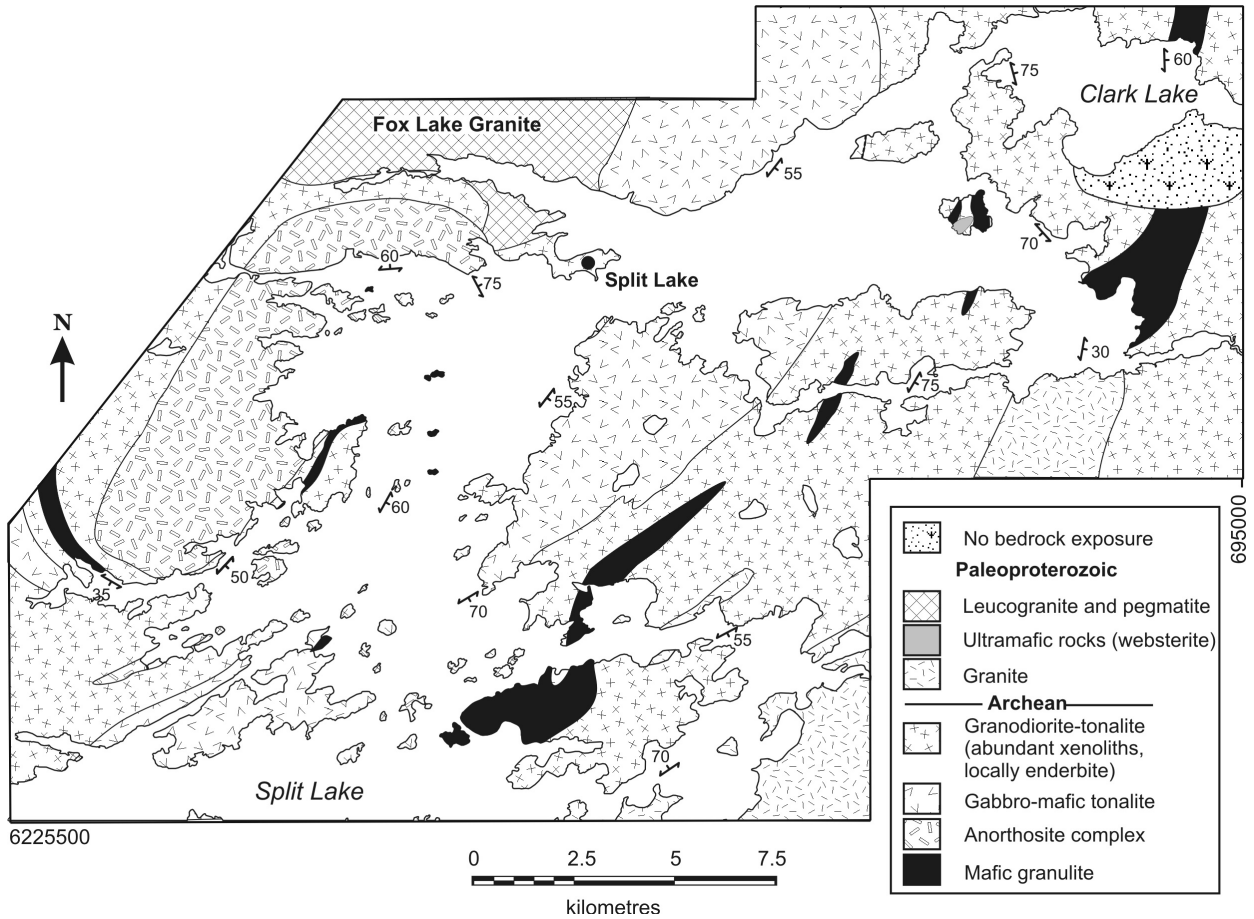 60
75
Clark Lake
Fox Lake Granite
55
70
60
Split Lake
75
N
30
55
75
60
695000
50
35
70
55
70
Split Lake
6225500
0 2.5 5 7.5
kilometres
No bedrock exposure
Paleoproterozoic
Leucogranite and pegmatite
Ultramafic rocks (websterite)
Granite
Archean
Granodiorite-tonalite
(abundant xenoliths,
locally enderbite)
Gabbro-mafic tonalite
Anorthosite complex
Mafic granulite